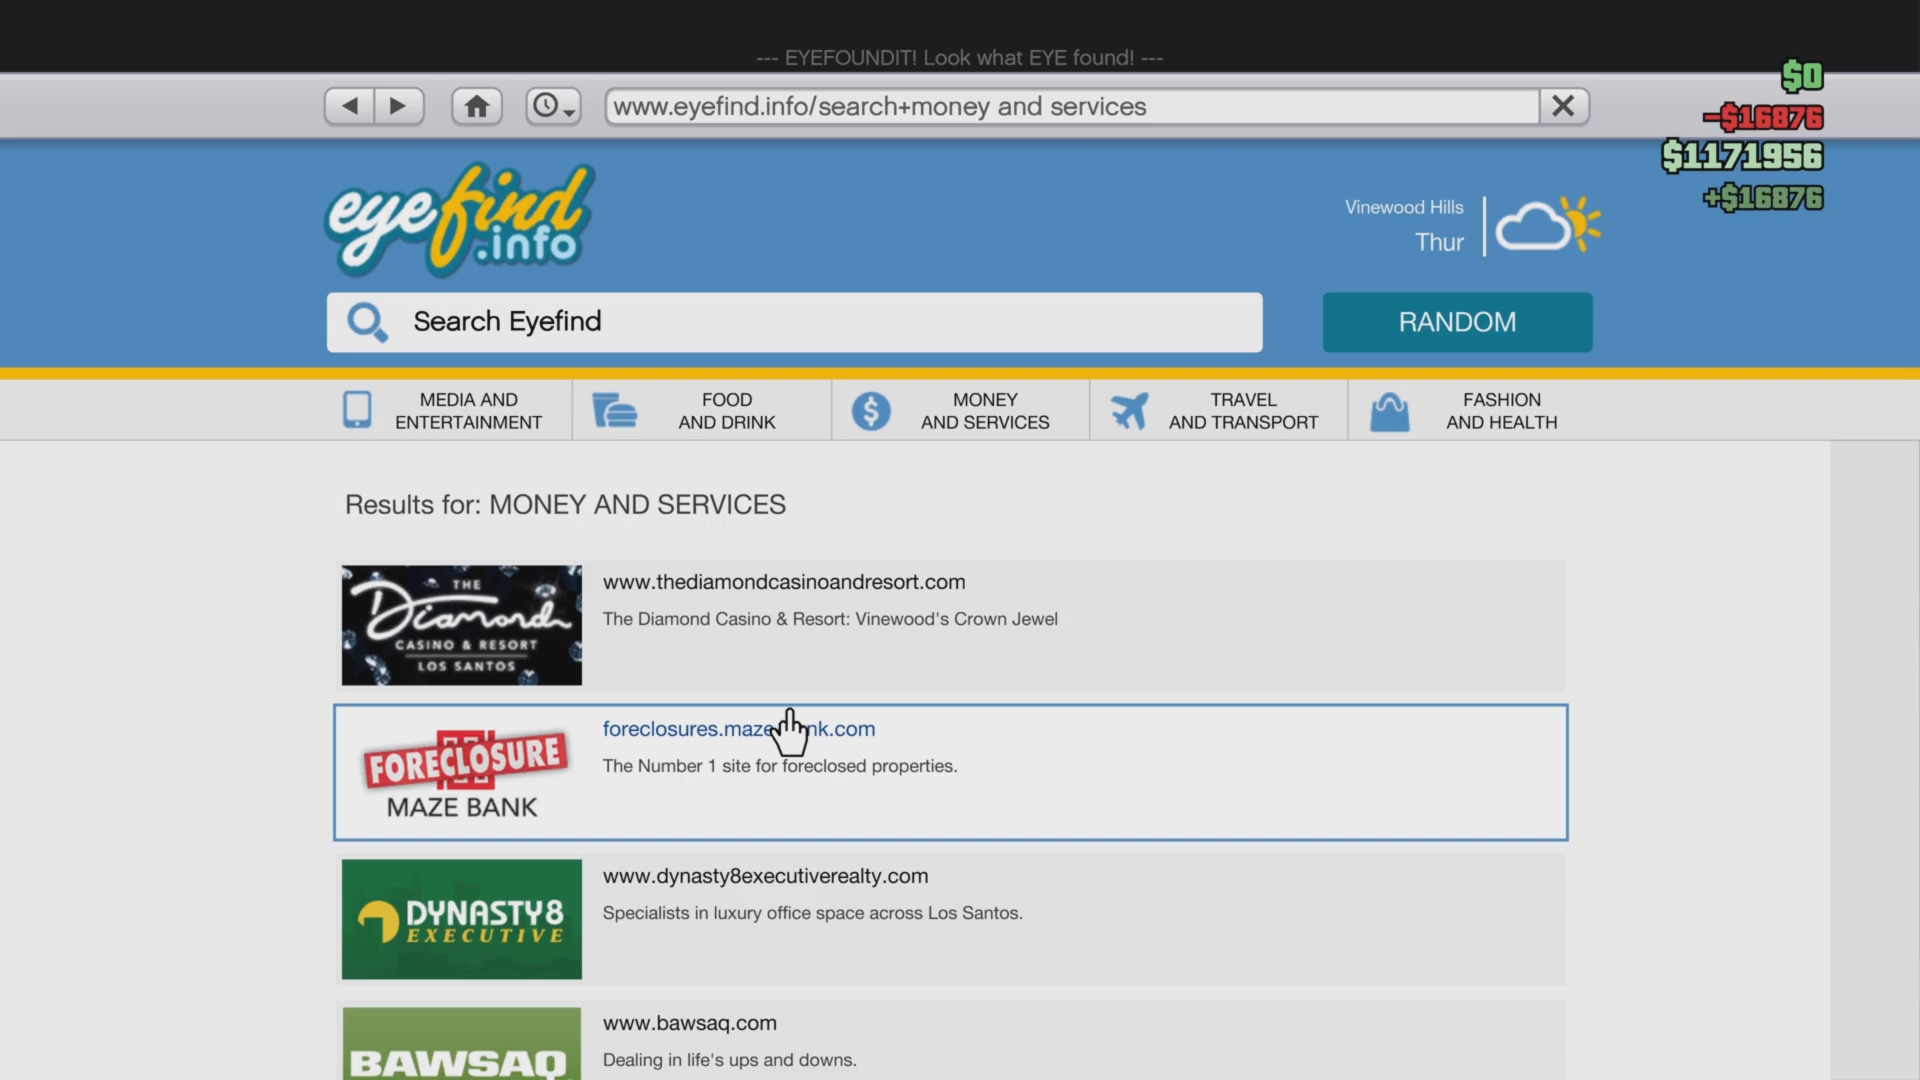 --- EYEFOUNDIT! Look what EYE found! ---
www.eyefind.info/search+money and services
$0
-$16876
$1171956
+$16876
eyefind
.info
Vinewood Hills
Thur
Search Eyefind
RANDOM
MEDIA AND
ENTERTAINMENT
FOOD
AND DRINK
MONEY
AND SERVICES
TRAVEL
AND TRANSPORT
FASHION
AND HEALTH
Results for: MONEY AND SERVICES
THE
Diamond
CASINO & RESORT
LOS SANTOS
www.thediamondcasinoandresort.com
The Diamond Casino & Resort: Vinewood's Crown Jewel
FORECLOSURE
MAZE BANK
foreclosures.maze nk.com
The Number 1 site for foreclosed properties.
DYNASTY8
EXECUTIVE
www.dynasty8executiverealty.com
Specialists in luxury office space across Los Santos.
BAWSAQ
www.bawsaq.com
Dealing in life's ups and downs.